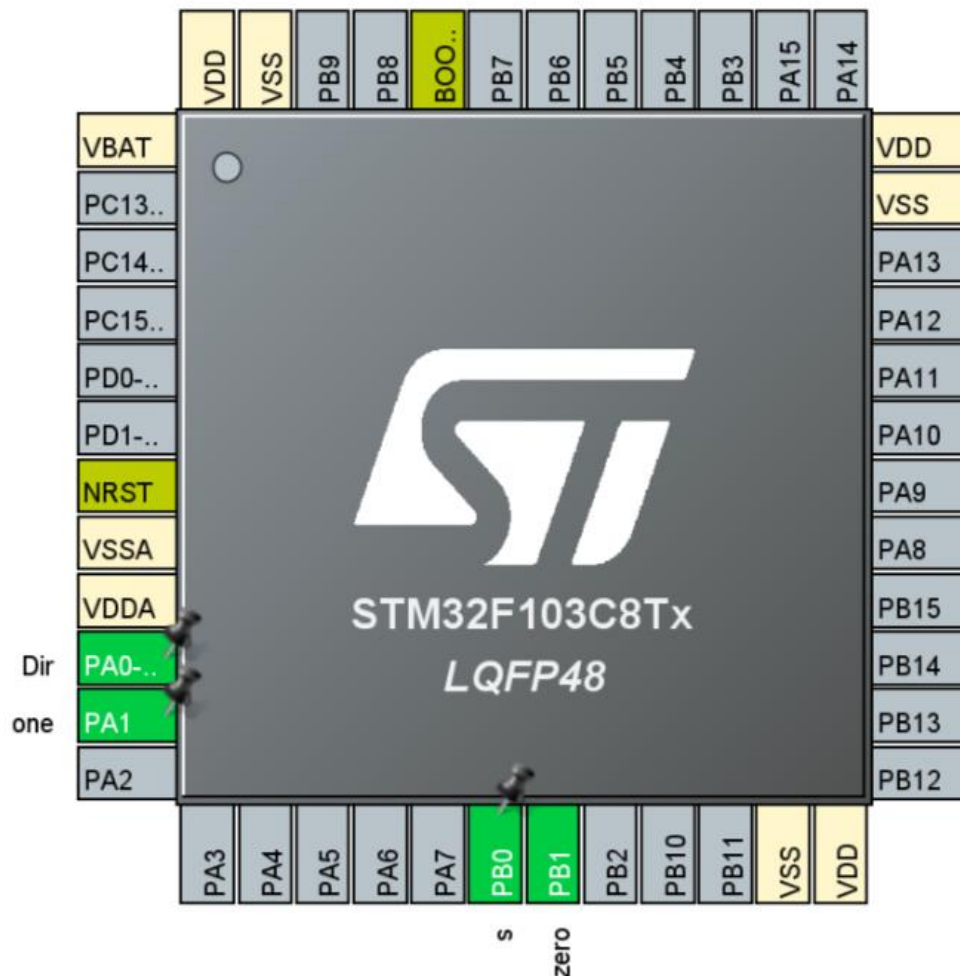 VDD
VSS
PB9
PB8
BOO..
PB7
PB6
PB5
PB4
PB3
PA15
PA14
VBAT
PC13..
PC14..
PC15..
PD0-..
PD1-..
NRST
VSSA
VDDA
Dir PA0-..
one PA1
PA2
VDD
VSS
PA13
PA12
PA11
PA10
PA9
PA8
PB15
PB14
PB13
PB12
ST
STM32F103C8Tx
LQFP48
PA3
PA4
PA5
PA6
PA7
PB0
PB1
PB2
PB10
PB11
VSS
VDD
s
zero